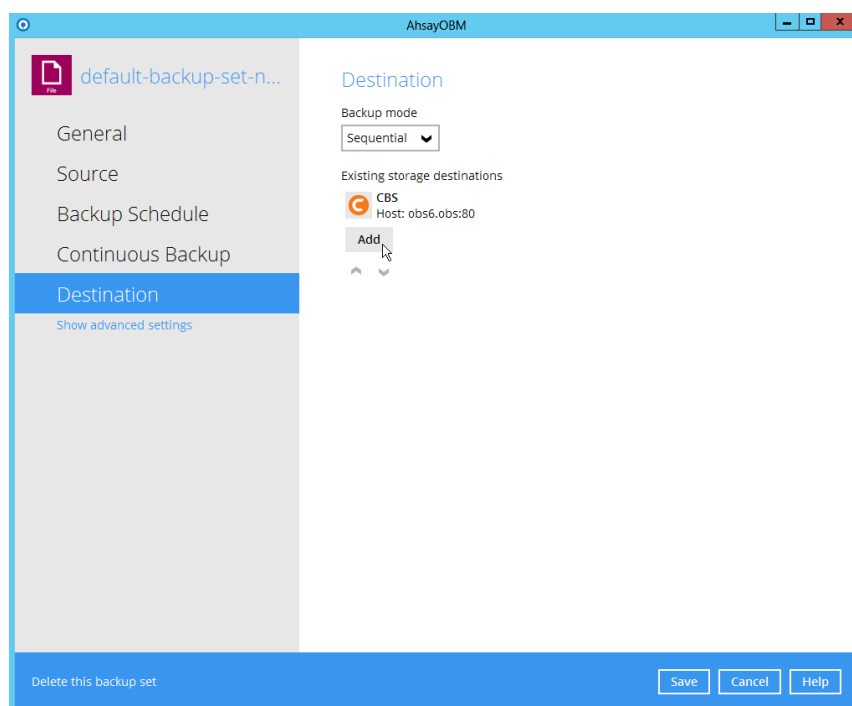 AhsayOBM
File
default-backup-set-n...
General
Source
Backup Schedule
Continuous Backup
Destination
Show advanced settings
Destination
Backup mode
Sequential
Existing storage destinations
C
CBS
Host: obs6.obs:80
Add
Delete this backup set
Save
Cancel
Help